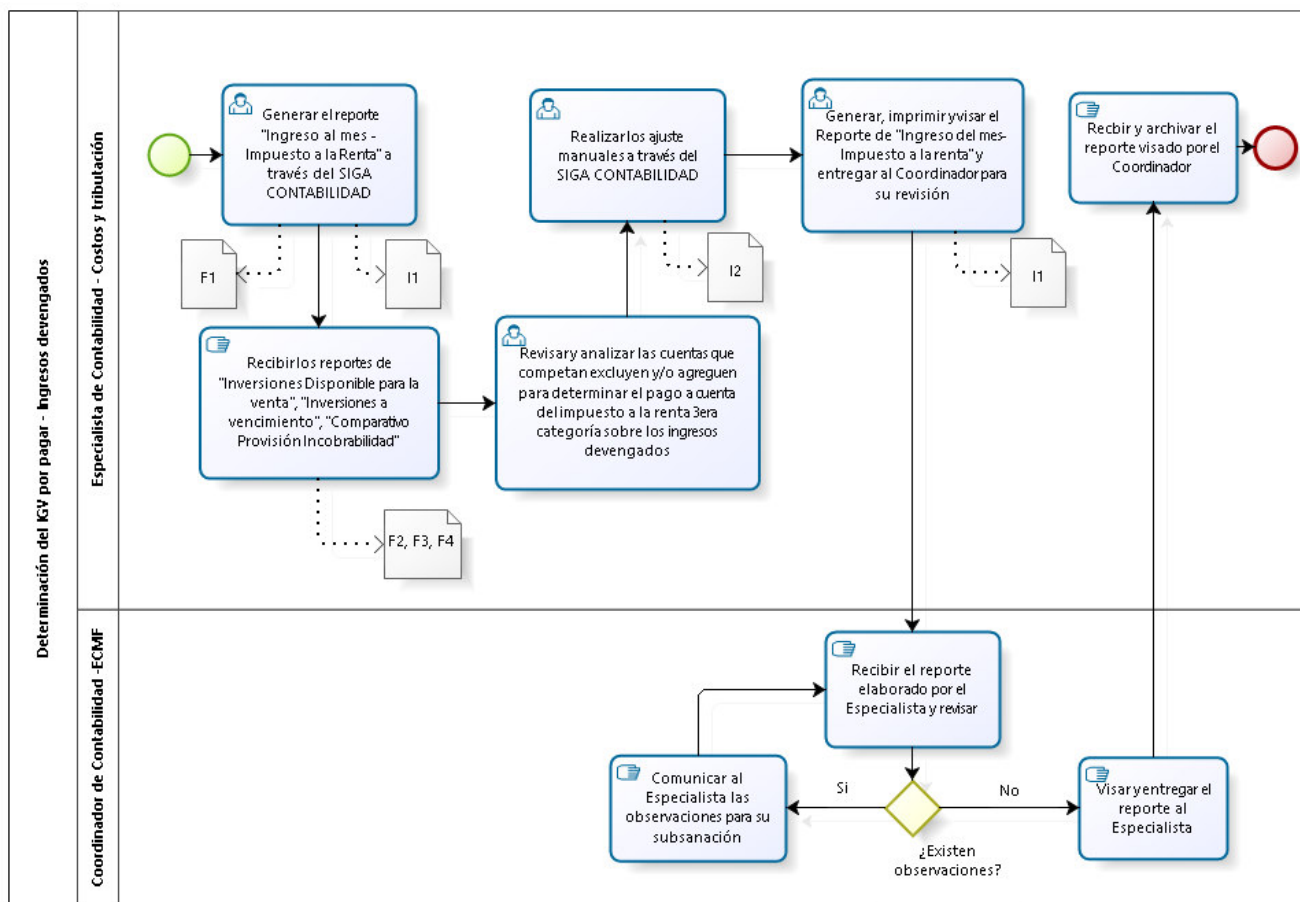 Determinación del IGV por pagar - Ingresos devengados
Especialista de Contabilidad - Costos y tributación
Generar el reporte
"Ingreso al mes -
Impuesto a la Renta" a
través del SIGA
CONTABILIDAD
F1
I1
Recibir los reportes de
"Inversiones Disponible para la
venta", "Inversiones a
vencimiento", "Comparativo
Provisión Incobrabilidad"
F2, F3, F4
Revisar y analizar las cuentas que
competan excluyen y/o agreguen
para determinar el pago a cuenta
del impuesto a la renta 3era
categoría sobre los ingresos
devengados
Realizar los ajuste
manuales a través del
SIGA CONTABILIDAD
I2
Generar, imprimir y visar el
Reporte de "Ingreso del mes-
Impuesto a la renta" y
entregar al Coordinador para
su revisión
I1
Recbir y archivar el
reporte visado por el
Coordinador
Coordinador de Contabilidad -ECMF
Recibir el reporte
elaborado por el
Especialista y revisar
Comunicar al
Especialista las
observaciones para su
subsanación
Si
No
¿Existen
observaciones?
Visar y entregar el
reporte al
Especialista